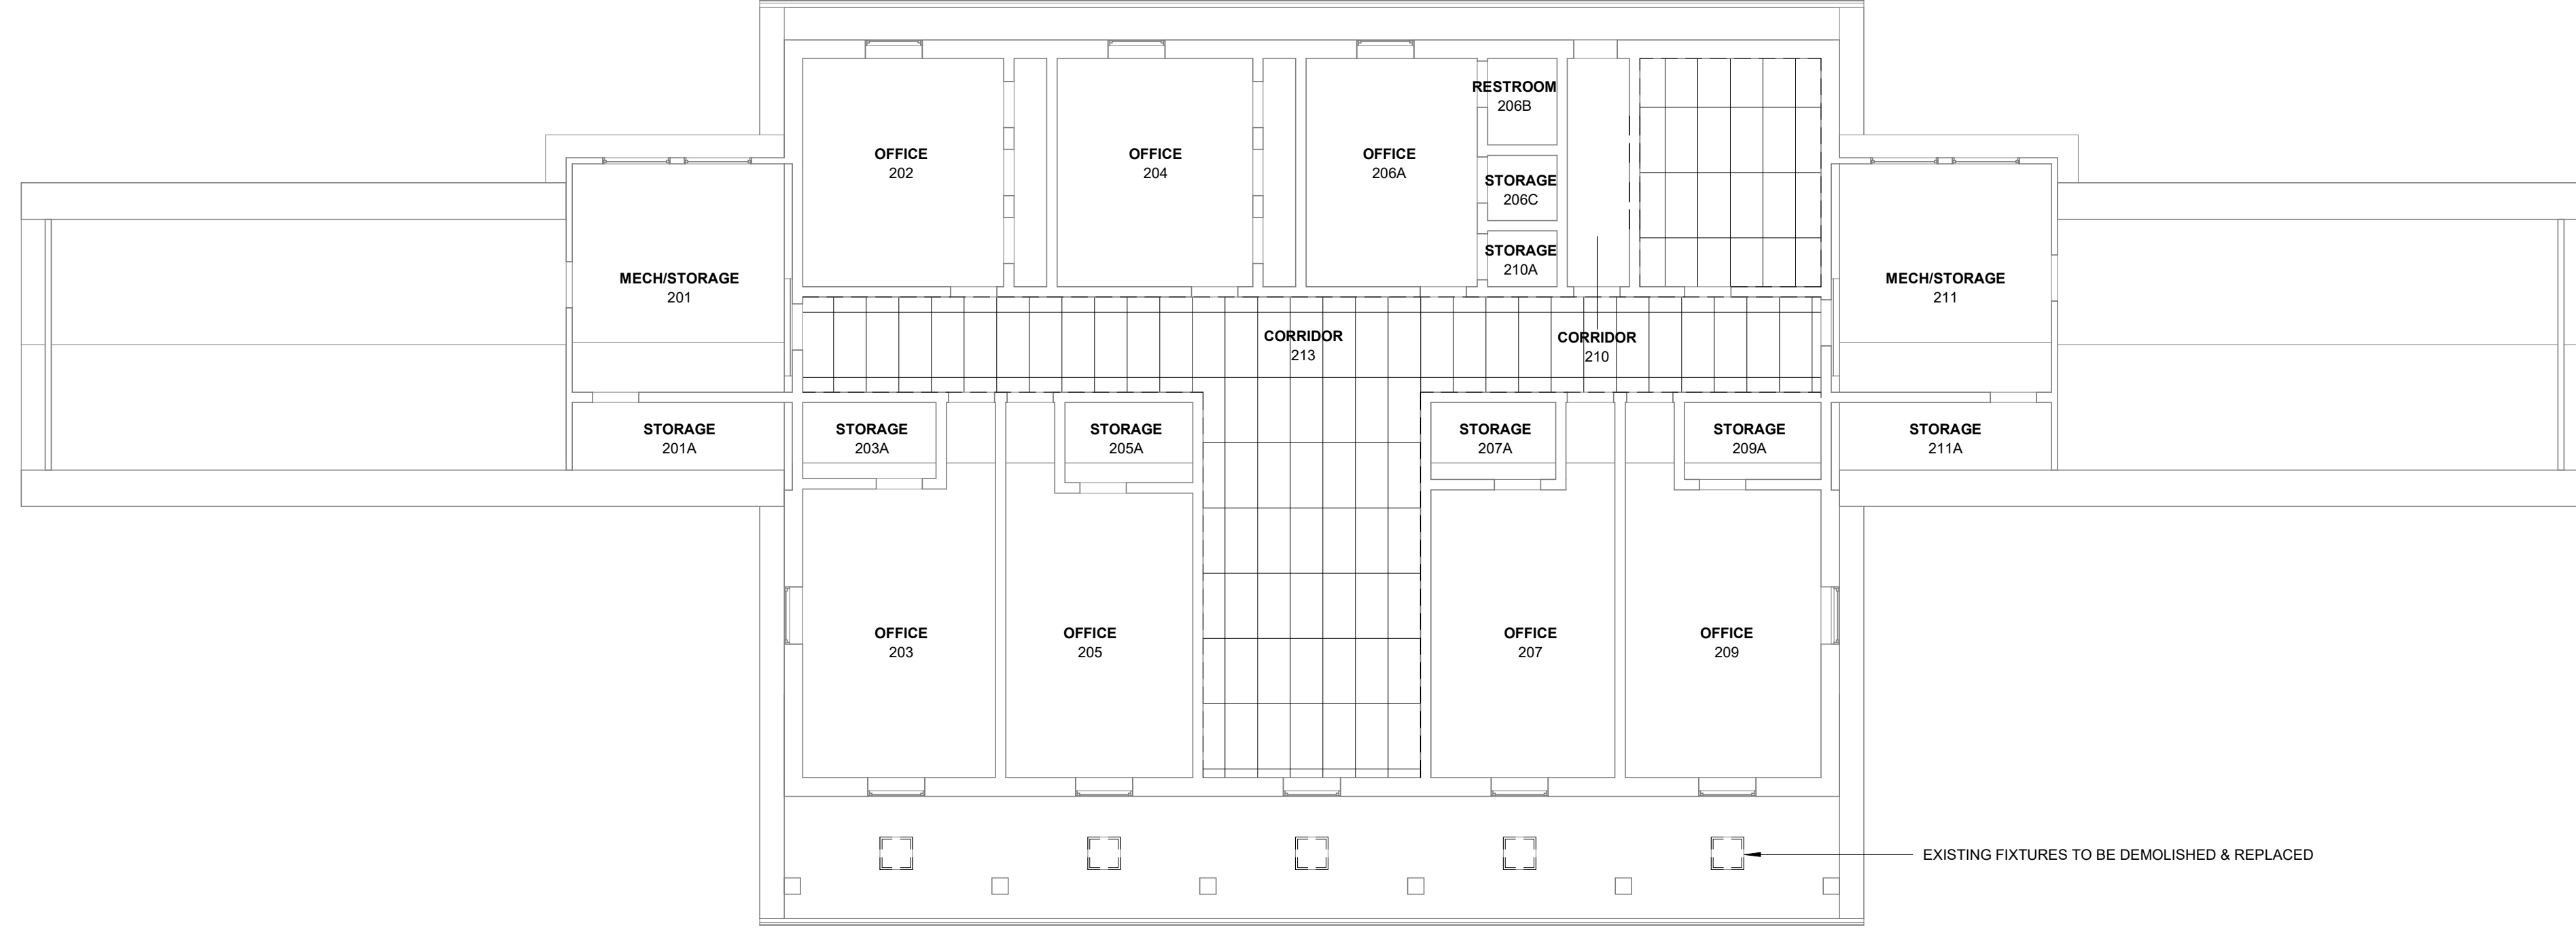 RESTROOM
206B
OFFICE
202
OFFICE
204
OFFICE
206A
STORAGE
206C
STORAGE
210A
MECH/STORAGE
201
MECH/STORAGE
211
CORRIDOR
213
CORRIDOR
210
STORAGE
201A
STORAGE
203A
STORAGE
205A
STORAGE
207A
STORAGE
209A
STORAGE
211A
OFFICE
203
OFFICE
205
OFFICE
207
OFFICE
209
EXISTING FIXTURES TO BE DEMOLISHED & REPLACED